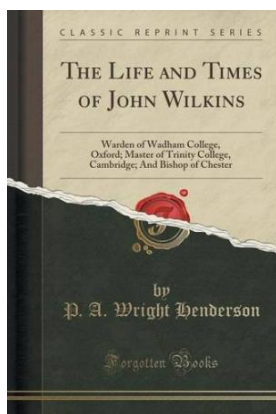 CLASSIC REPRINT SERIES
THE LIFE AND TIMES
OF JOHN WILKINS
Warden of Wadham College,
Oxford; Master of Trinity College,
Cambridge; And Bishop of Chester
by
P. A. Wright Henderson
Forgotten Books